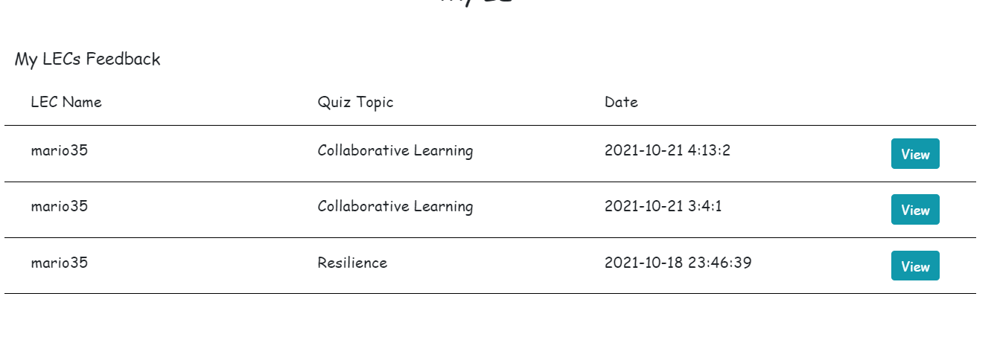 My LECs Feedback
LEC Name Quiz Topic Date
mario35 Collaborative Learning 2021-10-21 4:13:2 View
mario35 Collaborative Learning 2021-10-21 3:4:1 View
mario35 Resilience 2021-10-18 23:46:39 View